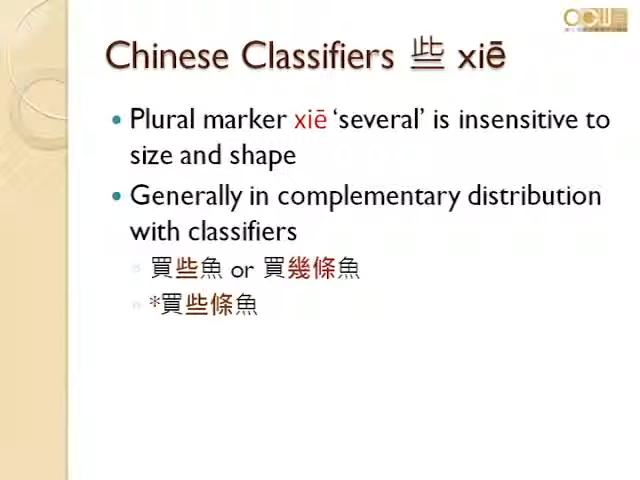 Chinese Classifiers 些 xiē
Plural marker xiē ‘several’ is insensitive to
size and shape
Generally in complementary distribution
with classifiers
買些魚 or 買幾條魚
*買些條魚